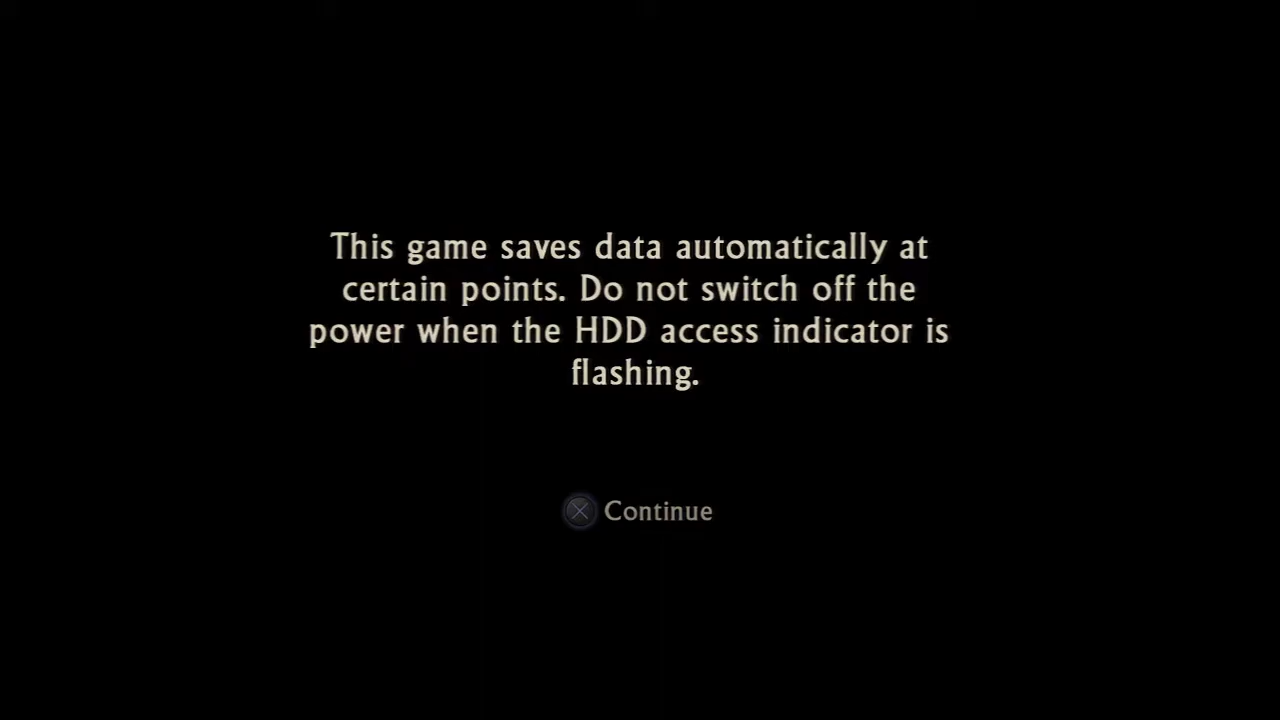 This game saves data automatically at
certain points. Do not switch off the
power when the HDD access indicator is
flashing.
Continue